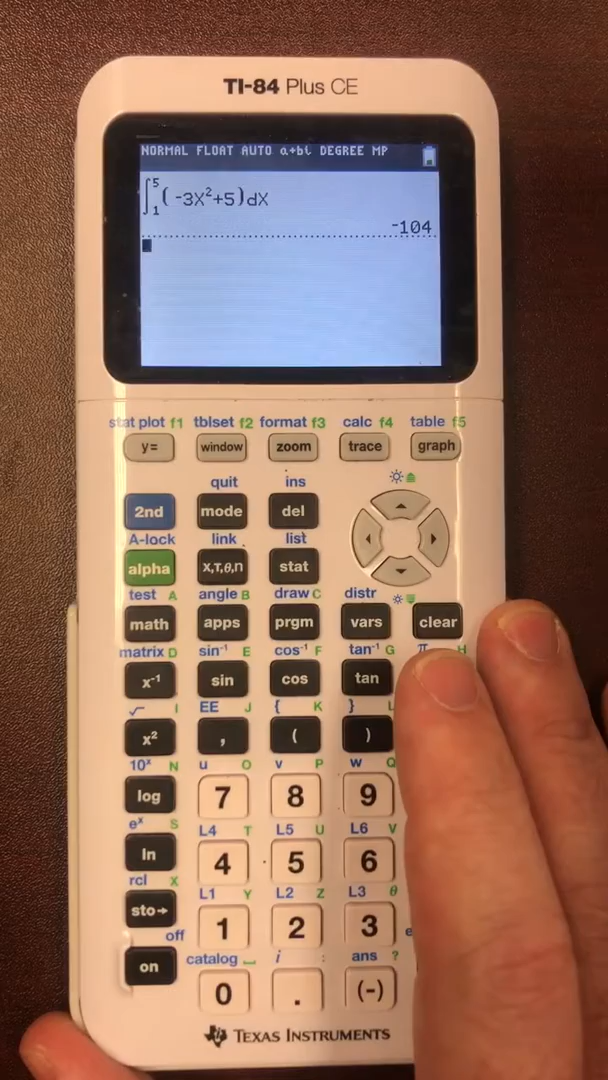 TI-84 Plus CE
NORMAL FLOAT AUTO a+bi DEGREE MP
∫₁⁵(-3X²+5)dX
-104
stat plot f1 tblset f2 format f3 calc f4 table f5
y= window zoom trace graph
quit ins
2nd mode del
A-lock link list
alpha X,T,θ,n stat
test A angle B draw C distr
math apps prgm vars clear
matrix D sin⁻¹ E cos⁻¹ F tan⁻¹ G π H
x⁻¹ sin cos tan
√ I EE J { K } L
x² , ( )
10ˣ N u O v P w Q
log 7 8 9
eˣ S L4 T L5 U L6 V
ln 4 5 6
rcl X L1 Y L2 Z L3 θ
sto→ 1 2 3
off catalog i : ans ?
on 0 . (-)
TEXAS INSTRUMENTS